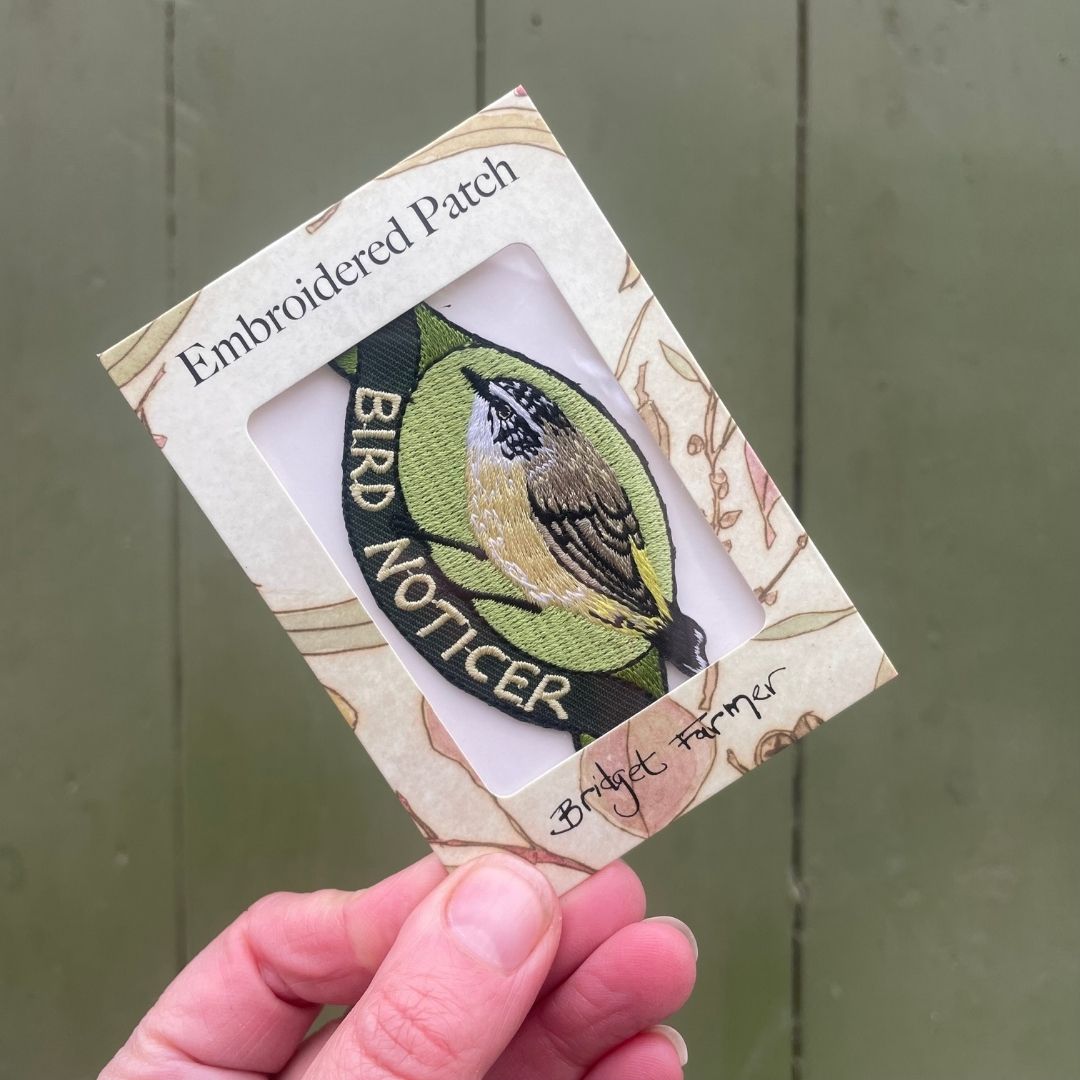 Embroidered Patch
BIRD NOTICER
Bridget Farmer